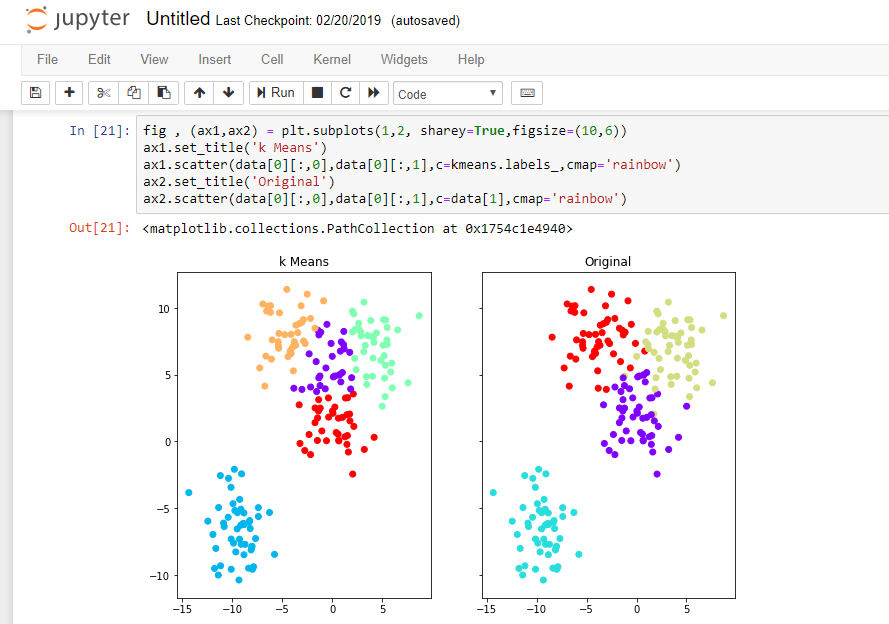 jupyter Untitled Last Checkpoint: 02/20/2019 (autosaved)
File Edit View Insert Cell Kernel Widgets Help
Run Code
In [21]: fig , (ax1,ax2) = plt.subplots(1,2, sharey=True,figsize=(10,6))
ax1.set_title('k Means')
ax1.scatter(data[0][:,0],data[0][:,1],c=kmeans.labels_,cmap='rainbow')
ax2.set_title('Original')
ax2.scatter(data[0][:,0],data[0][:,1],c=data[1],cmap='rainbow')
Out[21]: <matplotlib.collections.PathCollection at 0x1754c1e4940>
k Means Original
10
5
0
−5
−10
−15 −10 −5 0 5 −15 −10 −5 0 5